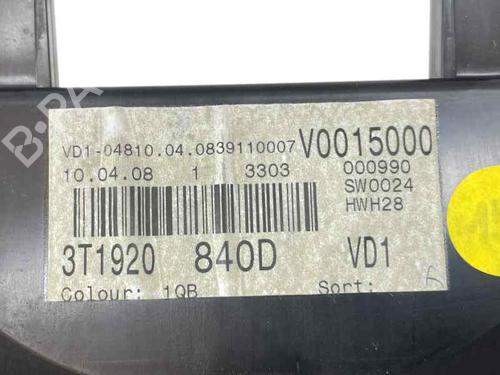 VD1-04810.04.0839110007 V0015000
10.04.08 1 3303 000990
SW0024
HWH28
3T1920 840D VD1
Colour: 1QB Sort:
B-PARTS